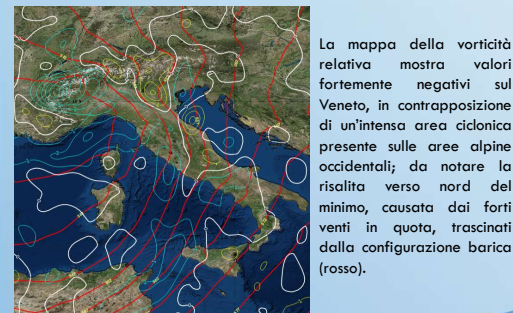 La mappa della vorticità
relativa mostra valori
fortemente negativi sul
Veneto, in contrapposizione
di un'intensa area ciclonica
presente sulle aree alpine
occidentali; da notare la
risalita verso nord del
minimo, causata dai forti
venti in quota, trascinati
dalla configurazione barica
(rosso).